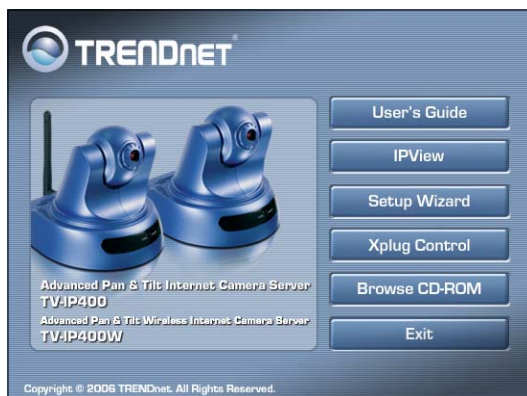 TRENDNET
User's Guide
IPView
Setup Wizard
Xplug Control
Browse CD-ROM
Exit
Advanced Pan & Tilt Internet Camera Server
TV-IP400
Advanced Pan & Tilt Wireless Internet Camera Server
TV-IP400W
Copyright © 2006 TRENDnet. All Rights Reserved.